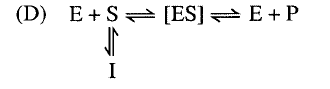 (D) E + S ⇌ [ES] ⇌ E + P
⇌
I